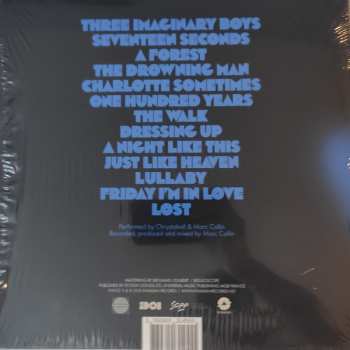 THREE IMAGINARY BOYS
SEVENTEEN SECONDS
A FOREST
THE DROWNING MAN
CHARLOTTE SOMETIMES
ONE HUNDRED YEARS
THE WALK
DRESSING UP
A NIGHT LIKE THIS
JUST LIKE HEAVEN
LULLABY
FRIDAY I'M IN LOVE
LOST
Performed by Chrystabell & Marc Collin
Recorded, produced and mixed by Marc Collin